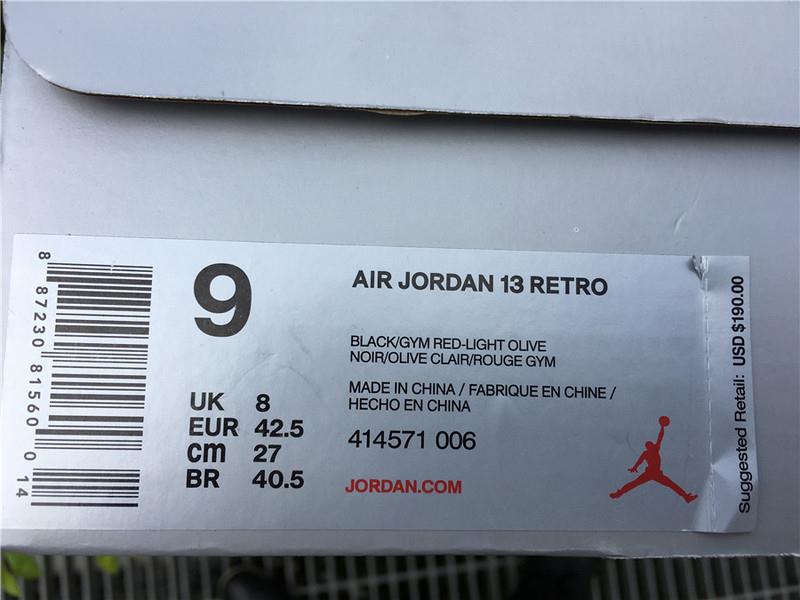 9
UK 8
EUR 42.5
cm 27
BR 40.5
AIR JORDAN 13 RETRO
BLACK/GYM RED-LIGHT OLIVE
NOIR/OLIVE CLAIR/ROUGE GYM
MADE IN CHINA / FABRIQUE EN CHINE /
HECHO EN CHINA
414571 006
JORDAN.COM
8 87230 81560 0 14
Suggested Retail: USD $190.00